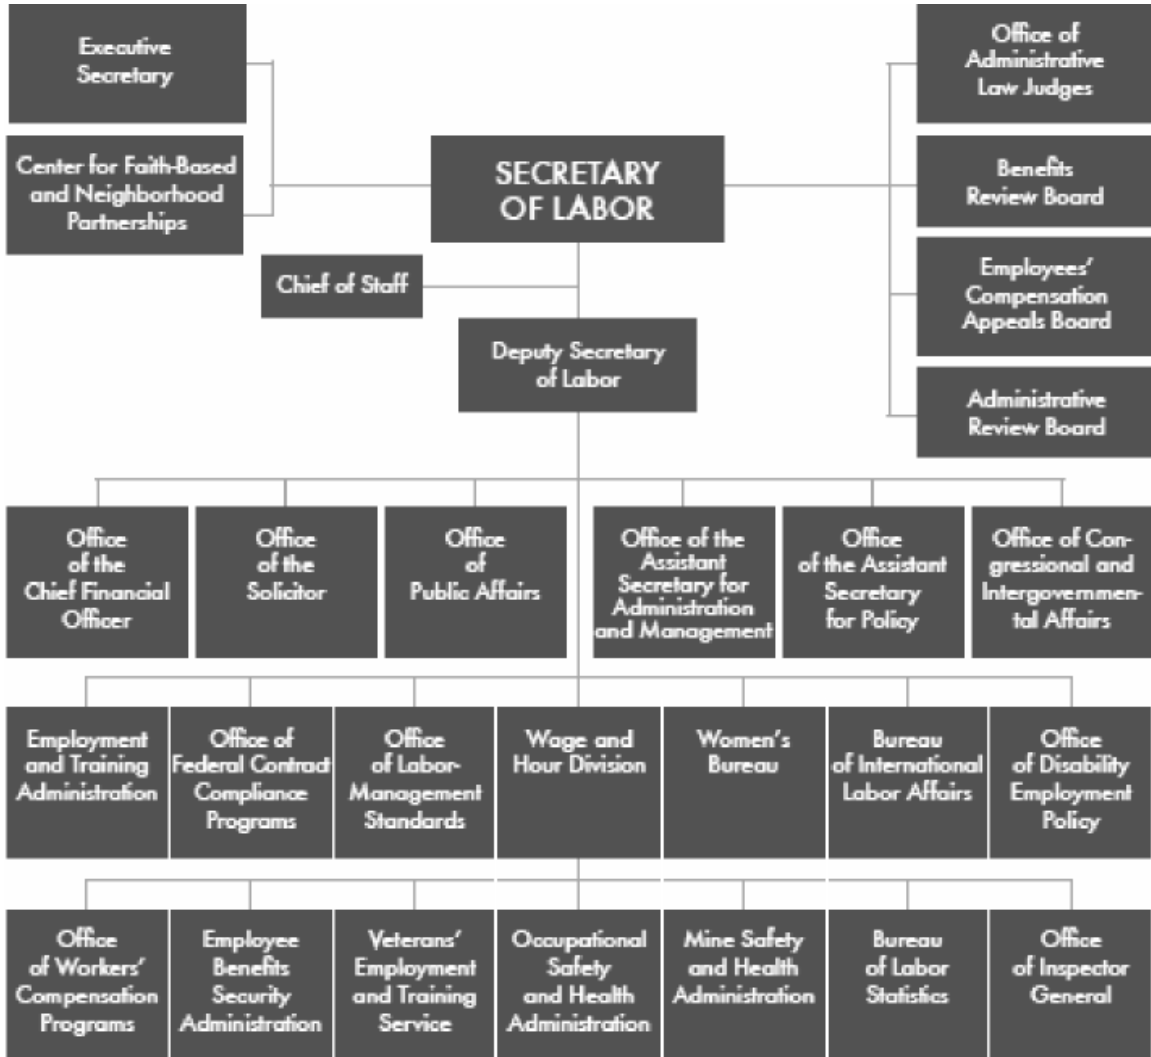 Executive
Secretary
Center for Faith-Based
and Neighborhood
Partnerships
SECRETARY
OF LABOR
Chief of Staff
Deputy Secretary
of Labor
Office of
Administrative
Law Judges
Benefits
Review Board
Employees'
Compensation
Appeals Board
Administrative
Review Board
Office
of the
Chief Financial
Officer
Office
of the
Solicitor
Office
of
Public Affairs
Office of the
Assistant
Secretary for
Administration
and Management
Office
of the Assistant
Secretary
for Policy
Office of Con-
gressional and
Intergovernmen-
tal Affairs
Employment
and Training
Administration
Office of
Federal Contract
Compliance
Programs
Office
of Labor-
Management
Standards
Wage and
Hour Division
Women's
Bureau
Bureau
of International
Labor Affairs
Office
of Disability
Employment
Policy
Office
of Workers'
Compensation
Programs
Employee
Benefits
Security
Administration
Veterans'
Employment
and Training
Service
Occupational
Safety
and Health
Administration
Mine Safety
and Health
Administration
Bureau
of Labor
Statistics
Office
of Inspector
General